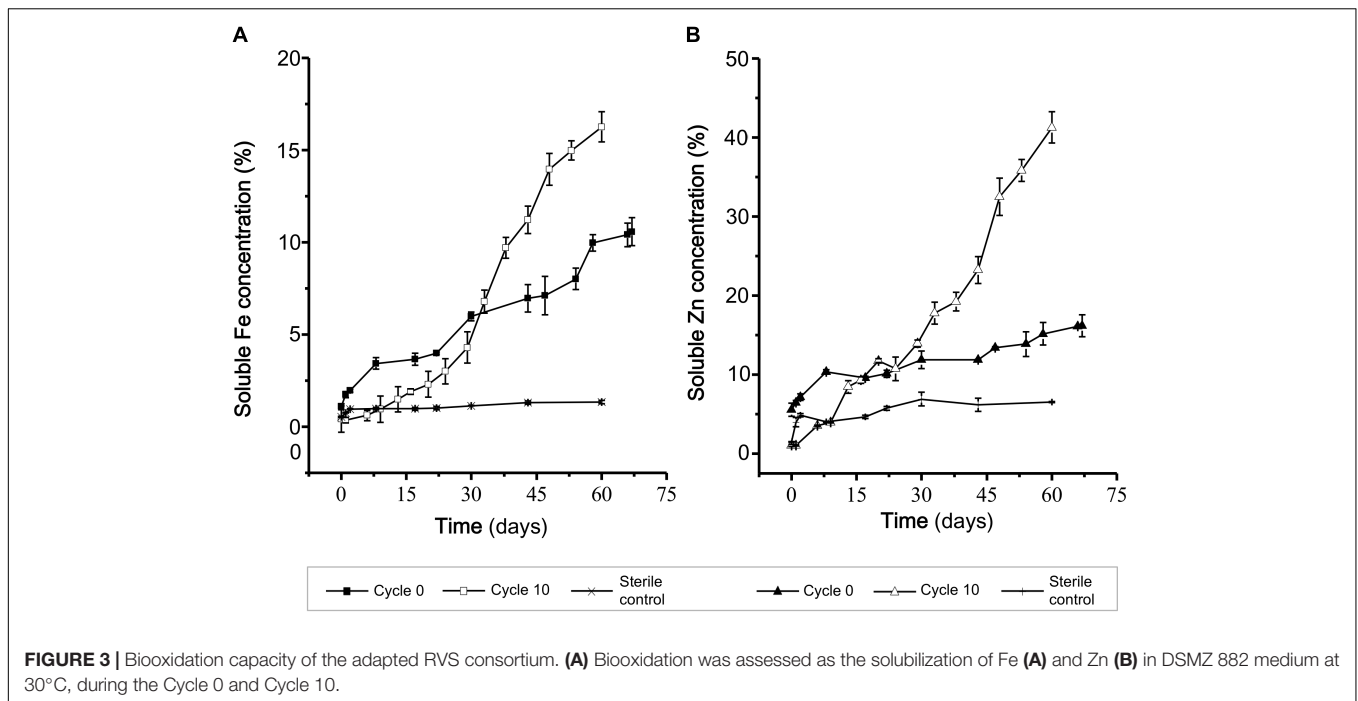 A
B
Soluble Fe concentration (%)
20
15
10
5
0
0
0 15 30 45 60 75
Time (days)
Soluble Zn concentration (%)
50
40
30
20
10
0
0 15 30 45 60 75
Time (days)
Cycle 0 Cycle 10 Sterile control Cycle 0 Cycle 10 Sterile control
FIGURE 3 | Biooxidation capacity of the adapted RVS consortium. (A) Biooxidation was assessed as the solubilization of Fe (A) and Zn (B) in DSMZ 882 medium at
30°C, during the Cycle 0 and Cycle 10.